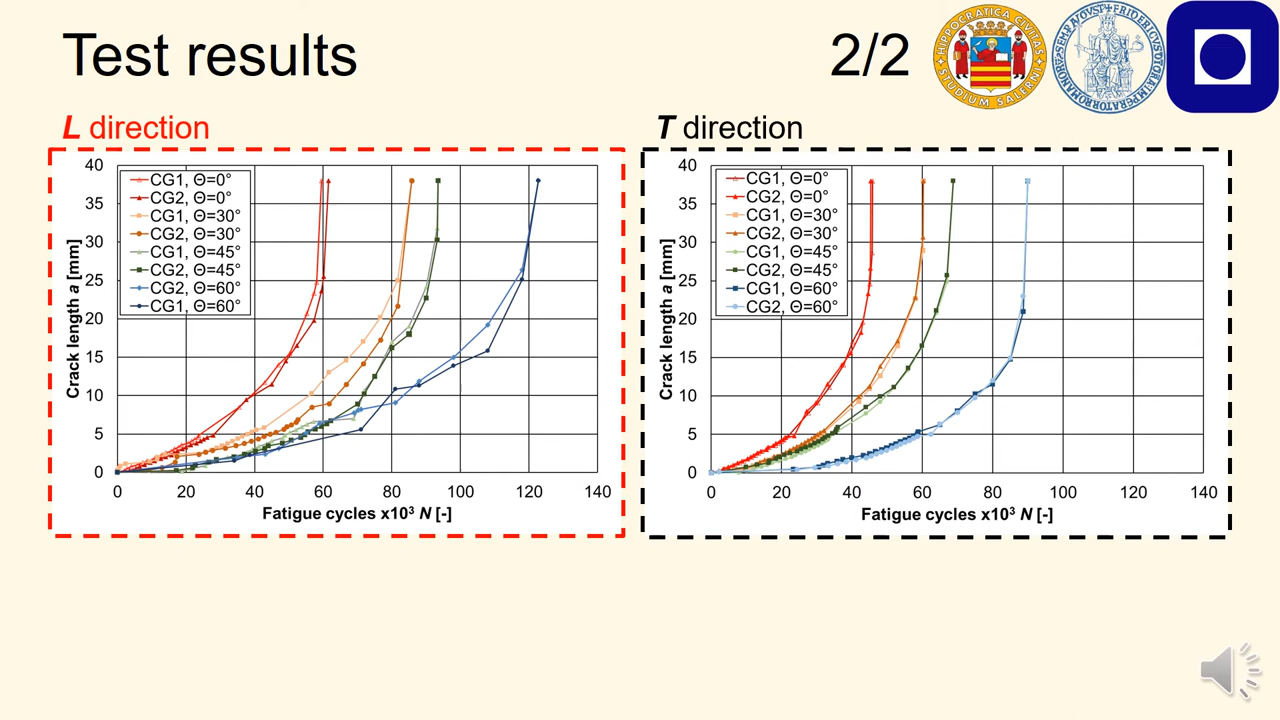 Test results
2/2
L direction
40
35
30
25
20
15
10
5
0
Crack length a [mm]
CG1, Θ=0°
CG2, Θ=0°
CG1, Θ=30°
CG2, Θ=30°
CG1, Θ=45°
CG2, Θ=45°
CG2, Θ=60°
CG1, Θ=60°
0 20 40 60 80 100 120 140
Fatigue cycles x10³ N [-]
T direction
40
35
30
25
20
15
10
5
0
Crack length a [mm]
CG1, Θ=0°
CG2, Θ=0°
CG1, Θ=30°
CG2, Θ=30°
CG1, Θ=45°
CG2, Θ=45°
CG1, Θ=60°
CG2, Θ=60°
0 20 40 60 80 100 120 140
Fatigue cycles x10³ N [-]
HIPPOCRATICA CIVITAS
STUDIUM SALERNI